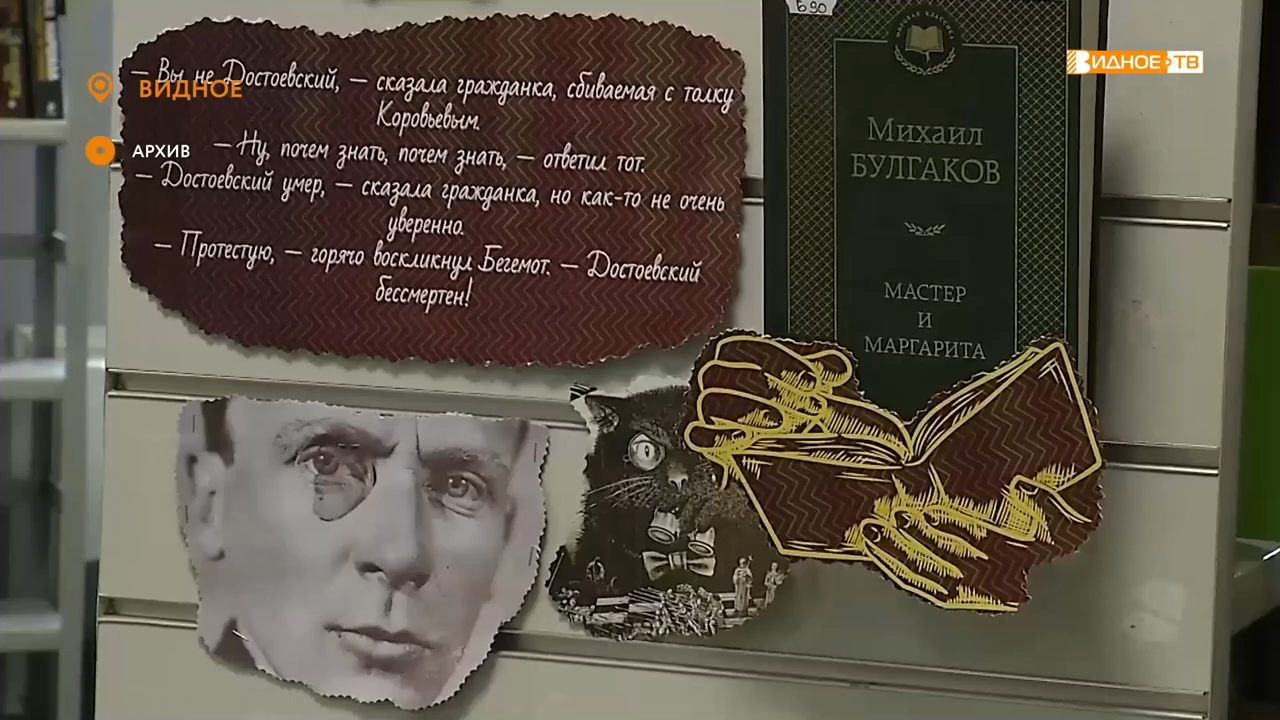 — Вы не Достоевский, — сказала гражданка, сбиваемая с толку
Коровьевым.
— Ну, почем знать, почем знать, — ответил тот.
— Достоевский умер, — сказала гражданка, но как-то не очень
уверенно.
— Протестую, — горячо воскликнул Бегемот. — Достоевский
бессмертен!
ВИДНОЕ
АРХИВ
Б90
Михаил
БУЛГАКОВ
МАСТЕР
И
МАРГАРИТА
ВИДНОЕ ТВ